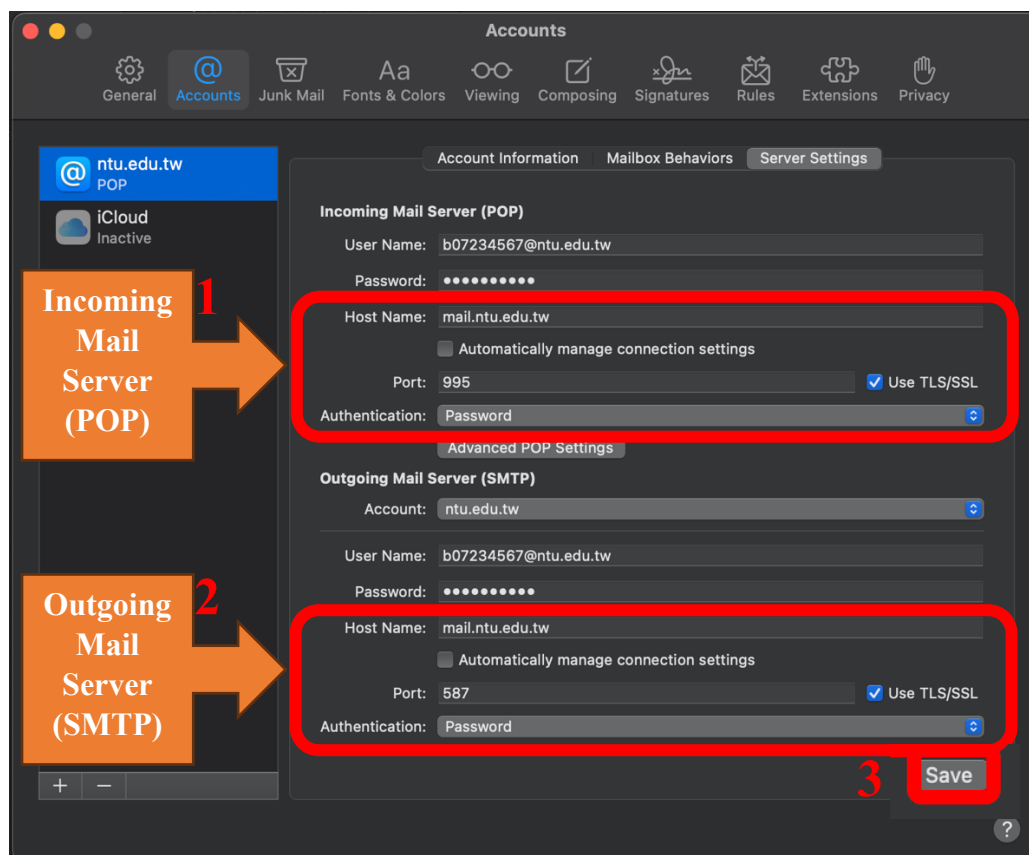 Accounts
General Accounts Junk Mail Fonts & Colors Viewing Composing Signatures Rules Extensions Privacy
ntu.edu.tw
POP
iCloud
Inactive
Account Information Mailbox Behaviors Server Settings
Incoming Mail Server (POP)
User Name: b07234567@ntu.edu.tw
Password: ●●●●●●●●●●
1
Incoming
Mail
Server
(POP)
Host Name: mail.ntu.edu.tw
Automatically manage connection settings
Port: 995 Use TLS/SSL
Authentication: Password
Advanced POP Settings
Outgoing Mail Server (SMTP)
Account: ntu.edu.tw
User Name: b07234567@ntu.edu.tw
Password: ●●●●●●●●●●
2
Outgoing
Mail
Server
(SMTP)
Host Name: mail.ntu.edu.tw
Automatically manage connection settings
Port: 587 Use TLS/SSL
Authentication: Password
3 Save
+ −
?